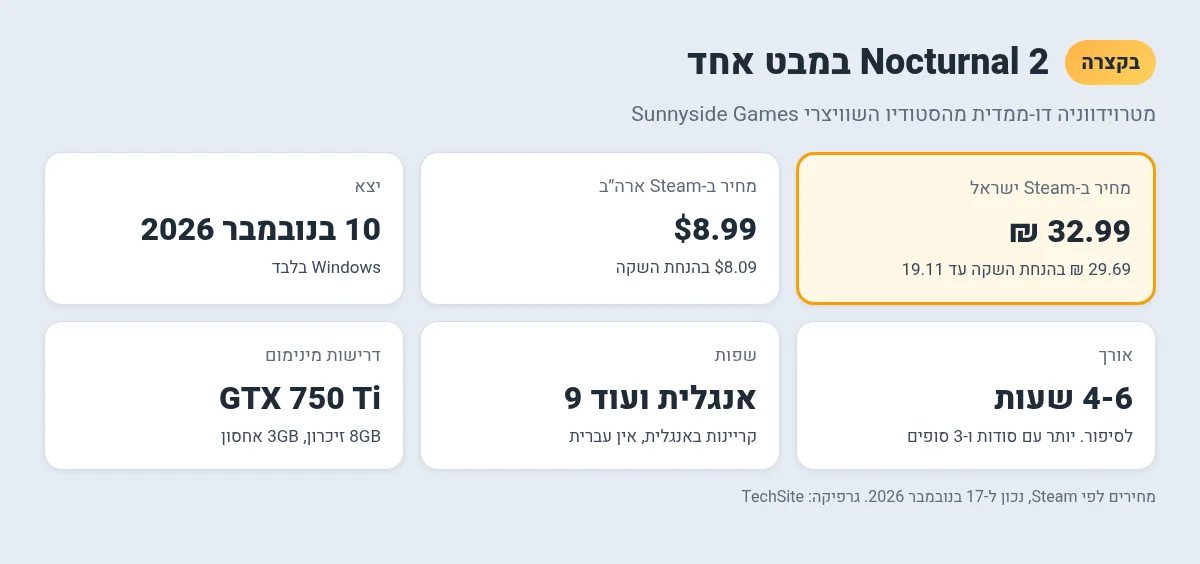 בקצרה
Nocturnal 2 במבט אחד
מטרוידווניה דו-ממדית מהסטודיו השוויצרי Sunnyside Games
מחיר ב-Steam ישראל
32.99 ₪
29.69 ₪ בהנחת השקה עד 19.11
מחיר ב-Steam ארה״ב
$8.99
$8.09 בהנחת השקה
יצא
10 בנובמבר 2026
Windows בלבד
אורך
4-6 שעות
לסיפור. יותר עם סודות ו-3 סופים
שפות
אנגלית ועוד 9
קריינות באנגלית, אין עברית
דרישות מינימום
GTX 750 Ti
8GB זיכרון, 3GB אחסון
מחירים לפי Steam, נכון ל-17 בנובמבר 2026. גרפיקה: TechSite